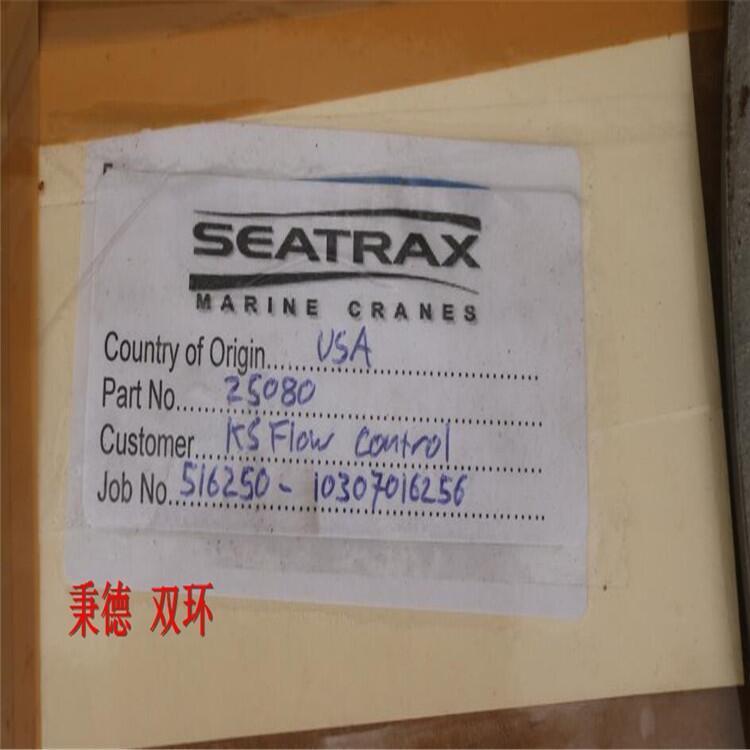 SEATRAX
MARINE CRANES
Country of Origin.... USA
Part No.... 25080
Customer.... KS Flow Control
Job No.... 516250 - 10307016256
秉德 双环